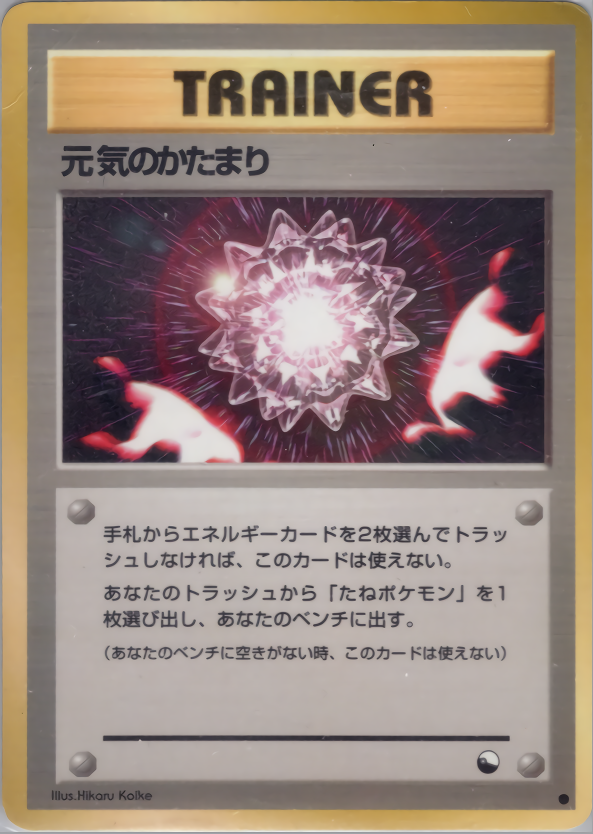 TRAINER
元気のかたまり
手札からエネルギーカードを2枚選んでトラッ
シュしなければ、このカードは使えない。
あなたのトラッシュから「たねポケモン」を1
枚選び出し、あなたのベンチに出す。
（あなたのベンチに空きがない時、このカードは使えない）
Illus.Hikaru Koike